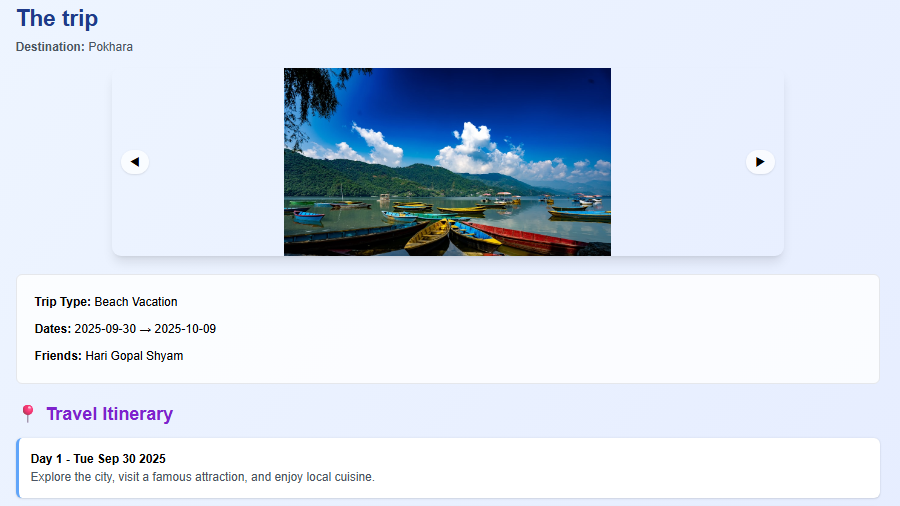 The trip
Destination: Pokhara
◀
▶
Trip Type: Beach Vacation
Dates: 2025-09-30 → 2025-10-09
Friends: Hari Gopal Shyam
📍 Travel Itinerary
Day 1 - Tue Sep 30 2025
Explore the city, visit a famous attraction, and enjoy local cuisine.